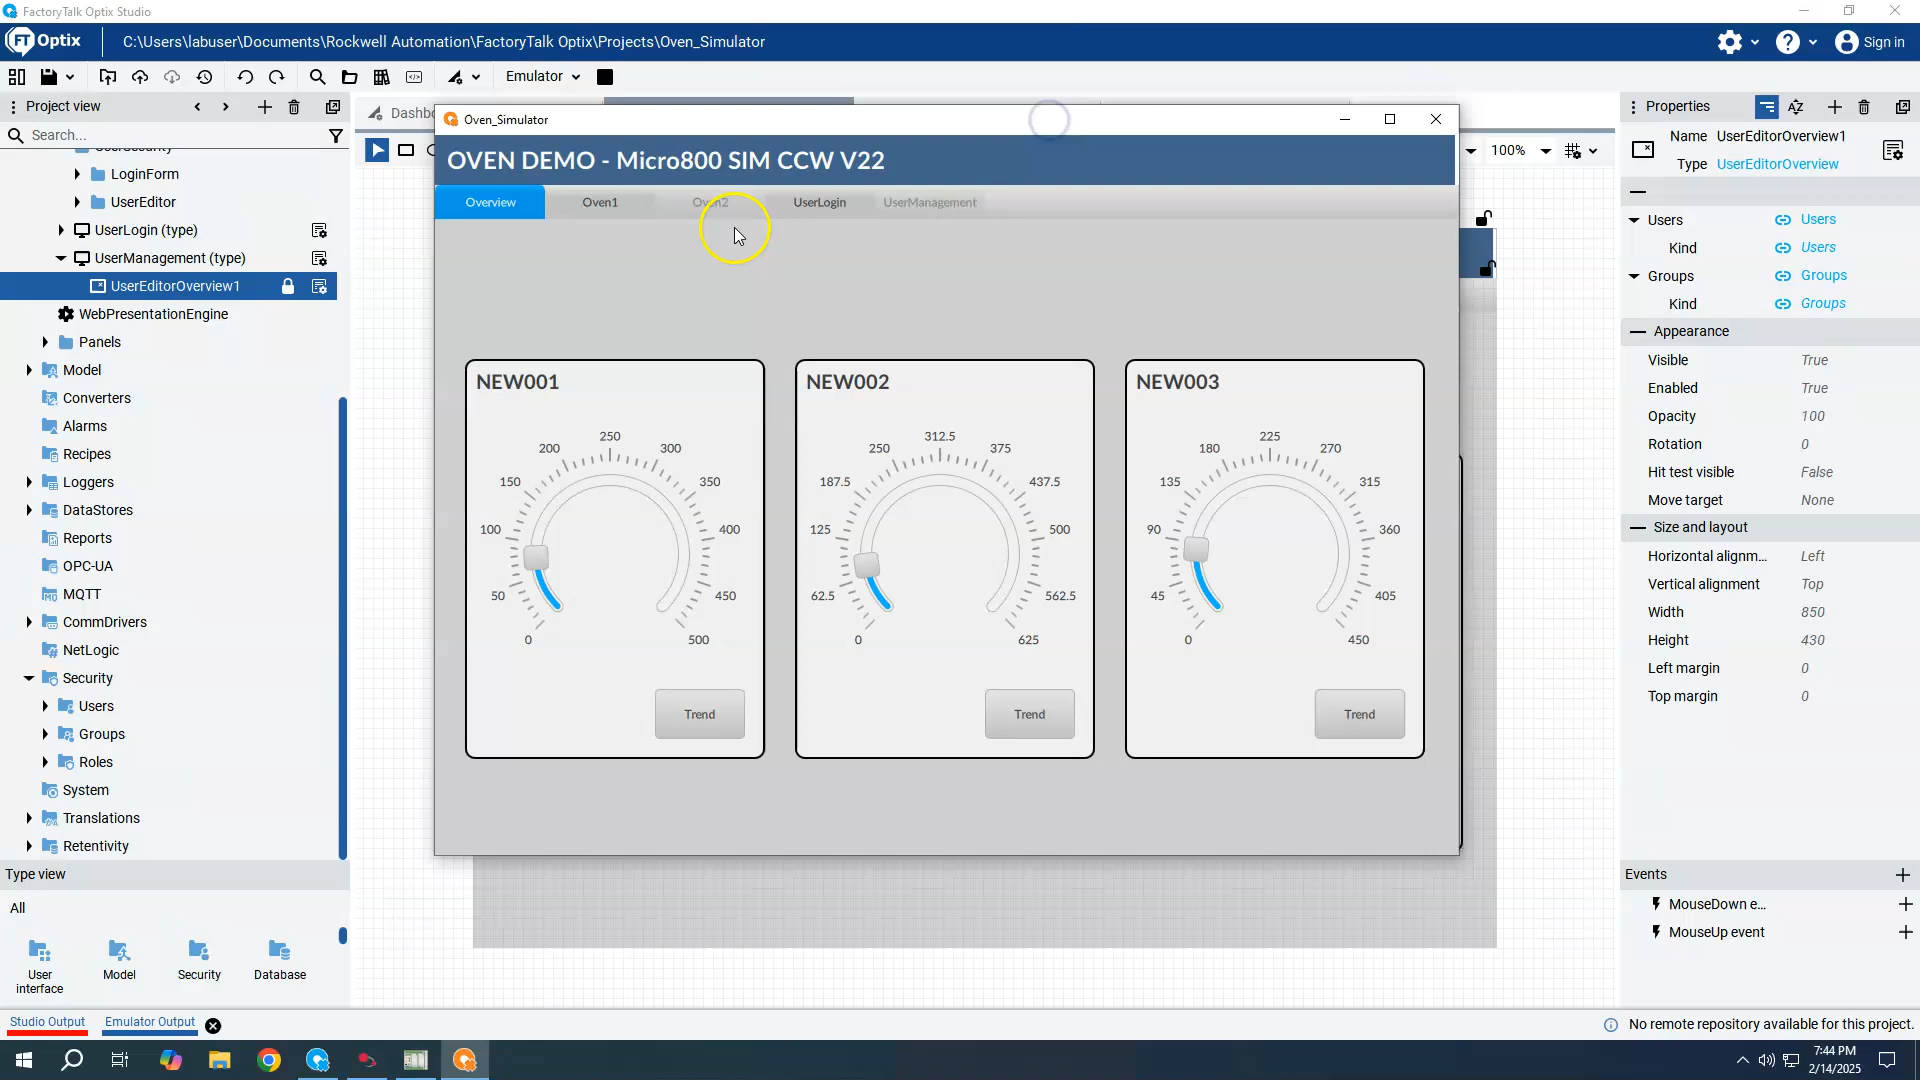 FactoryTalk Optix Studio
FT Optix
C:\Users\labuser\Documents\Rockwell Automation\FactoryTalk Optix\Projects\Oven_Simulator
Sign in
Emulator
Project view
Search...
UserSecurity
LoginForm
UserEditor
UserLogin (type)
UserManagement (type)
UserEditorOverview1
WebPresentationEngine
Panels
Model
Converters
Alarms
Recipes
Loggers
DataStores
Reports
OPC-UA
MQTT
CommDrivers
NetLogic
Security
Users
Groups
Roles
System
Translations
Retentivity
Type view
All
User interface
Model
Security
Database
Dashbo
100%
Oven_Simulator
OVEN DEMO - Micro800 SIM CCW V22
Overview
Oven1
Oven2
UserLogin
UserManagement
NEW001
0
50
100
150
200
250
300
350
400
450
500
Trend
NEW002
0
62.5
125
187.5
250
312.5
375
437.5
500
562.5
625
Trend
NEW003
0
45
90
135
180
225
270
315
360
405
450
Trend
Properties
Name UserEditorOverview1
Type UserEditorOverview
Users Users
Kind Users
Groups Groups
Kind Groups
Appearance
Visible True
Enabled True
Opacity 100
Rotation 0
Hit test visible False
Move target None
Size and layout
Horizontal alignm... Left
Vertical alignment Top
Width 850
Height 430
Left margin 0
Top margin 0
Events
MouseDown e...
MouseUp event
Studio Output
Emulator Output
No remote repository available for this project.
7:44 PM
2/14/2025